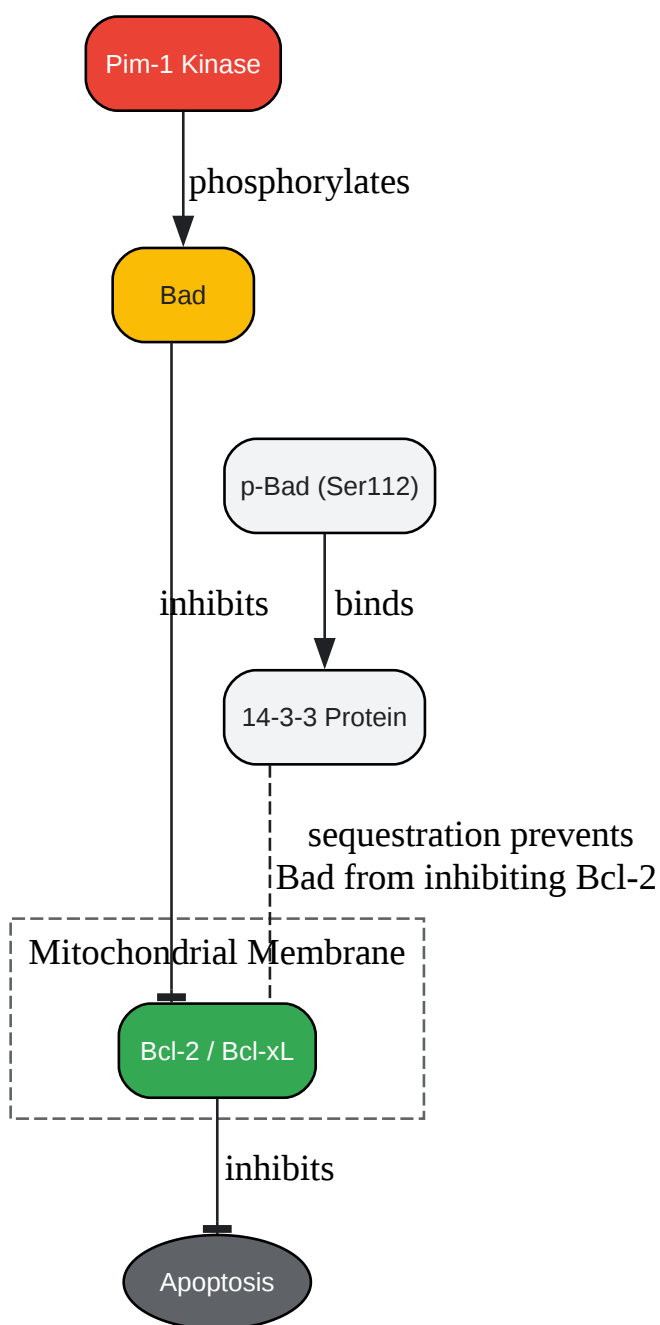 Pim-1 Kinase
phosphorylates
Bad
p-Bad (Ser112)
inhibits
binds
14-3-3 Protein
sequestration prevents
Bad from inhibiting Bcl-2
Mitochondrial Membrane
Bcl-2 / Bcl-xL
inhibits
Apoptosis